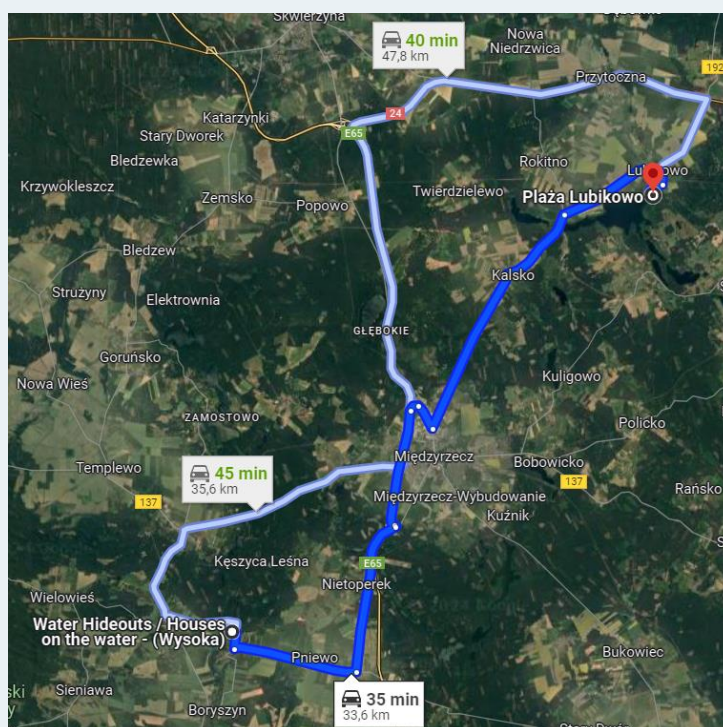 Skwierzyna
40 min
47,8 km
Nowa
Niedrzwica
Przytoczna
192
24
Katarzynki
E65
Stary Dworek
Bledzewka
Rokitno
Krzywokleszcz
Zemsko
Popowo
Twierdzielewo
Plaża Lubikowo
Bledzew
Kalsko
Strużyny
Elektrownia
GŁĘBOKIE
Goruńsko
Nowa Wieś
Kuligowo
ZAMOSTOWO
Policko
Międzyrzecz
Templewo
45 min
35,6 km
Bobowicko
137
137
Rańsko
Międzyrzecz-Wybudowanie
Kuźnik
Kęszyca Leśna
E65
Nietoperek
Wielowieś
Water Hideouts / Houses
on the water - (Wysoka)
Pniewo
Bukowiec
Sieniawa
35 min
33,6 km
Boryszyn